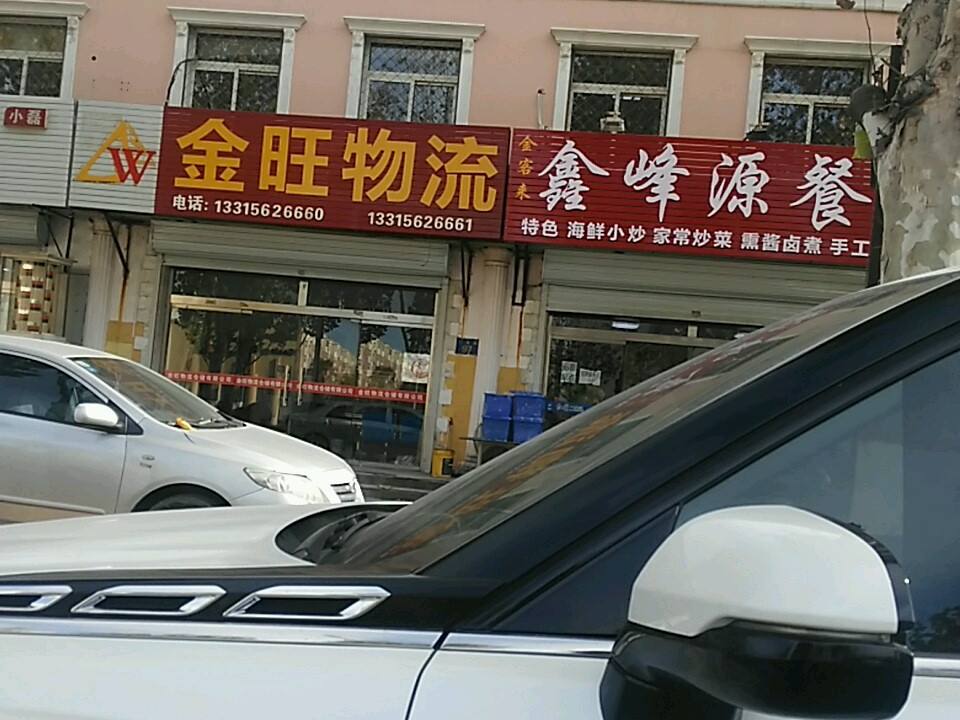 小磊
W
金旺物流
电话: 13315626660 13315626661
金客来
鑫峰源餐
特色 海鲜小炒 家常炒菜 熏酱卤煮 手工